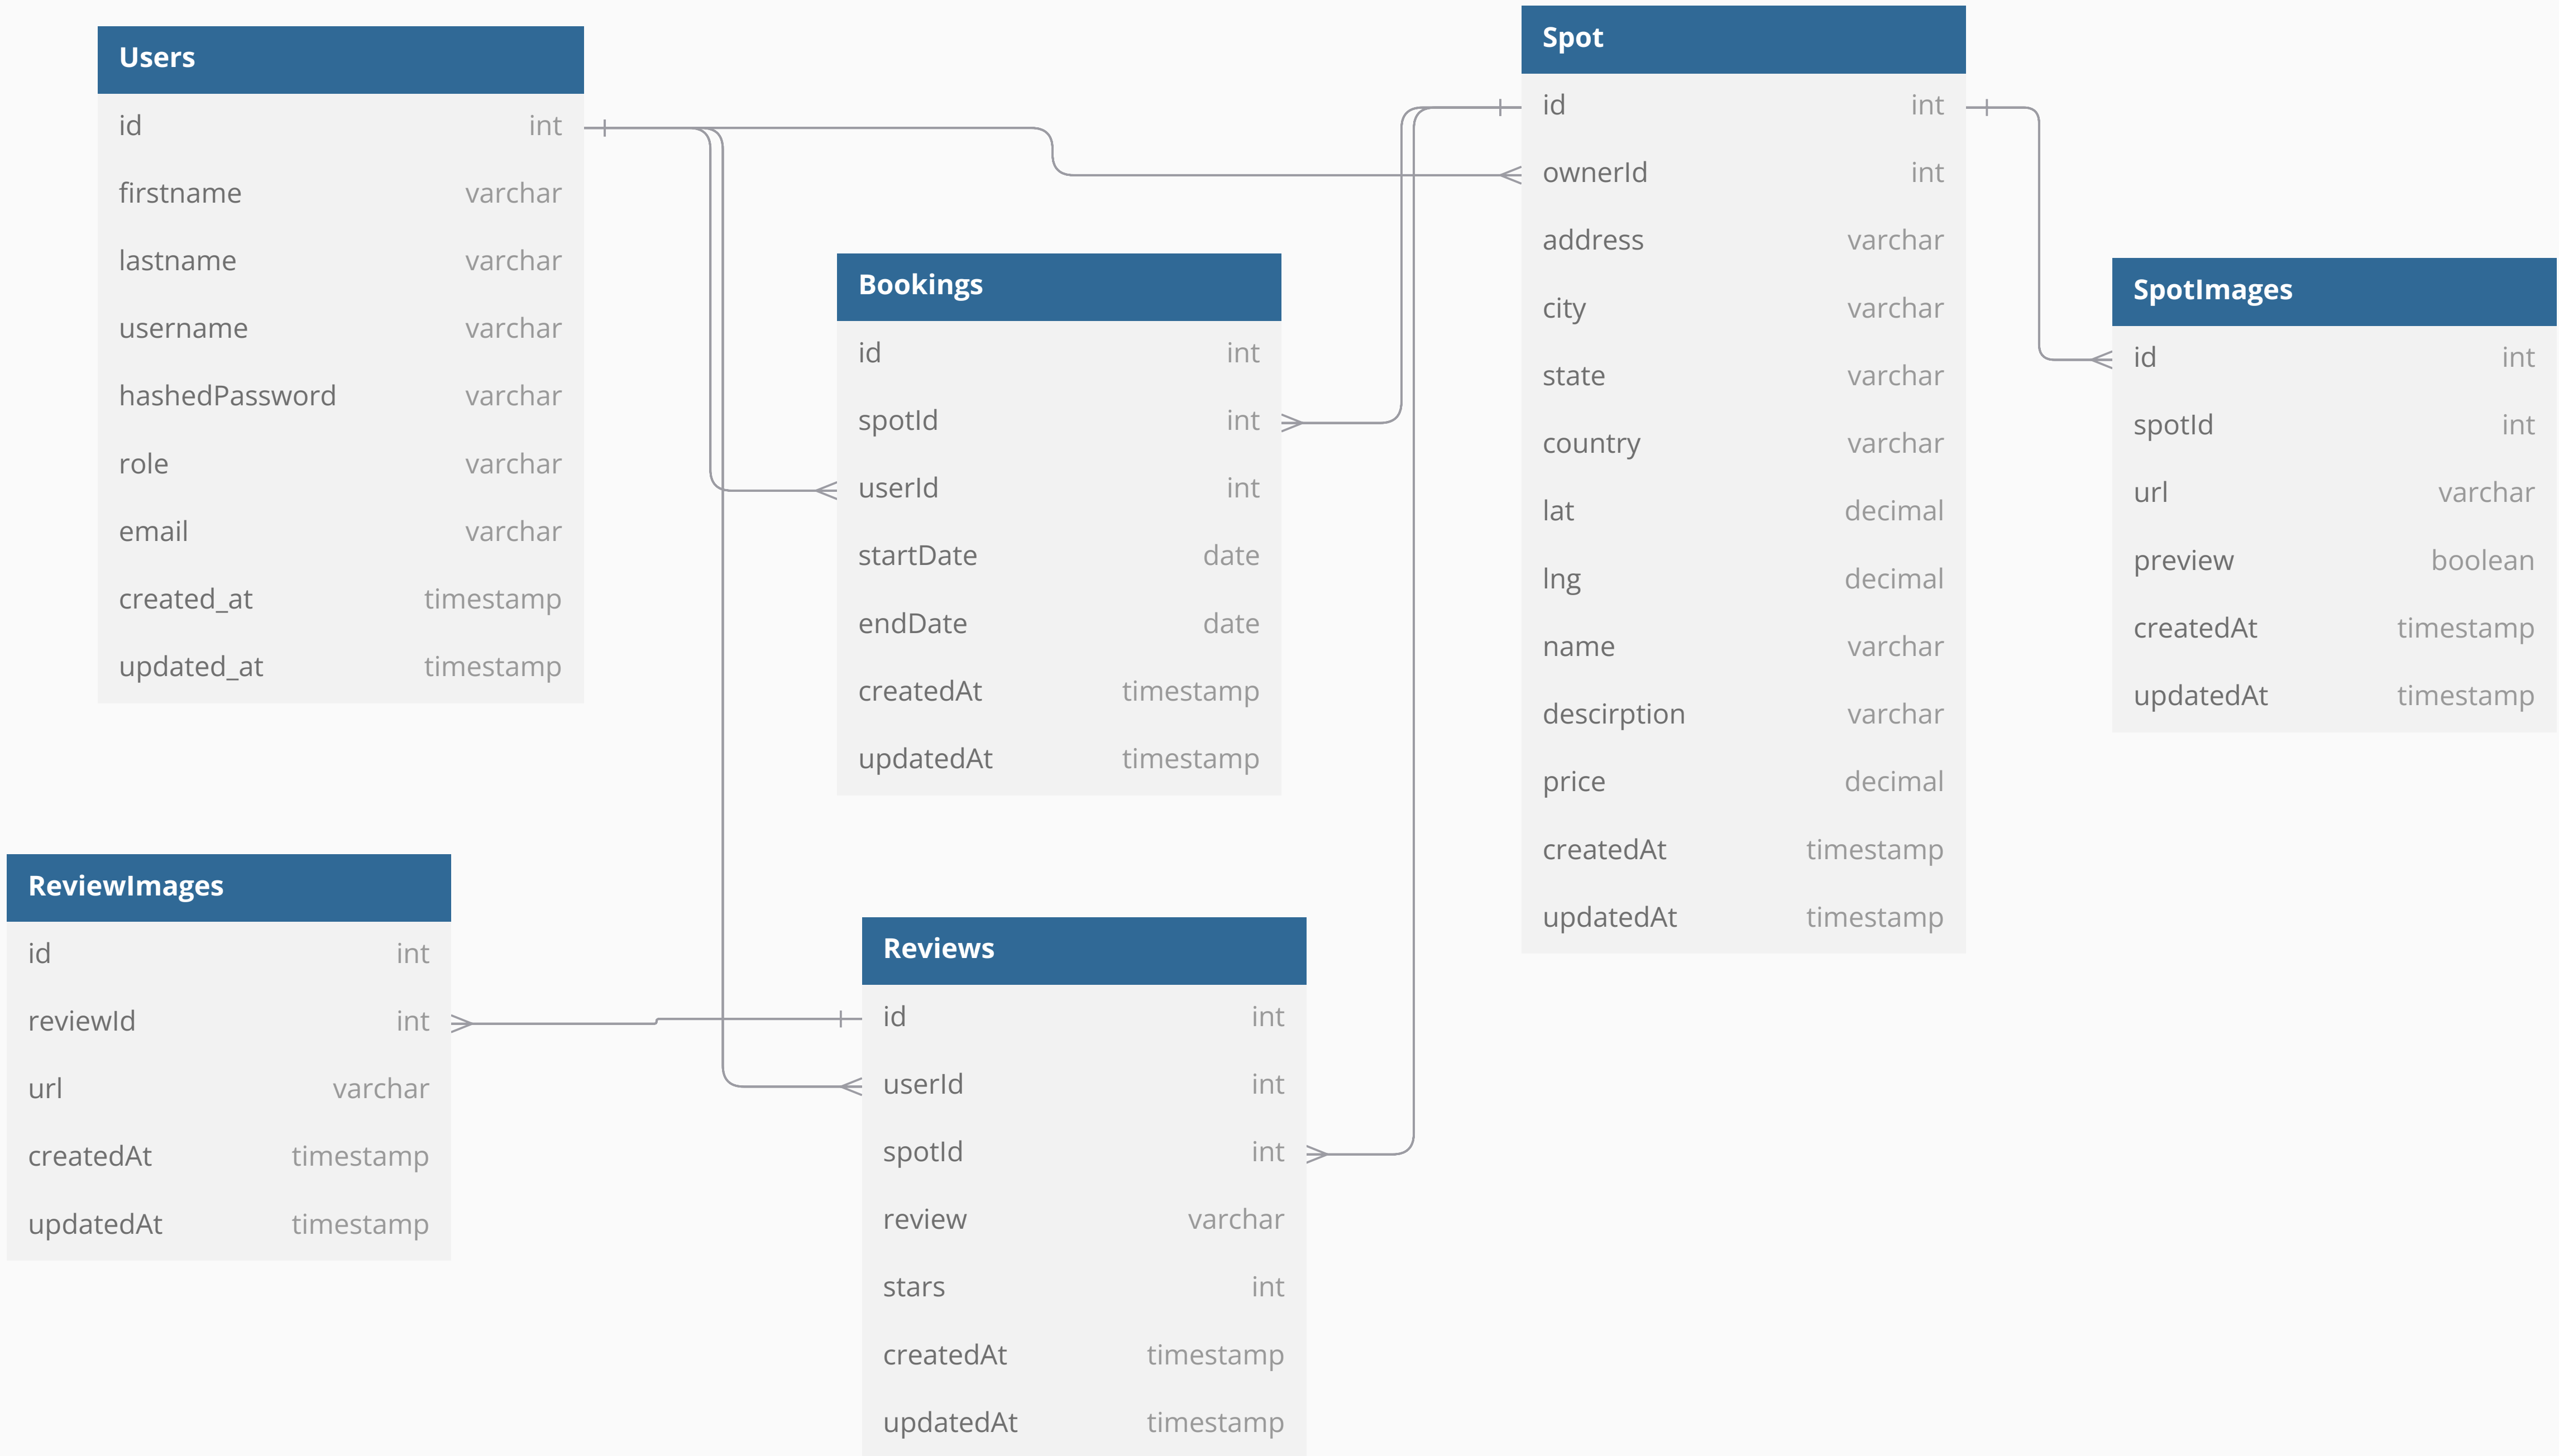 Users
id int
firstname varchar
lastname varchar
username varchar
hashedPassword varchar
role varchar
email varchar
created_at timestamp
updated_at timestamp
Bookings
id int
spotId int
userId int
startDate date
endDate date
createdAt timestamp
updatedAt timestamp
Spot
id int
ownerId int
address varchar
city varchar
state varchar
country varchar
lat decimal
lng decimal
name varchar
descirption varchar
price decimal
createdAt timestamp
updatedAt timestamp
SpotImages
id int
spotId int
url varchar
preview boolean
createdAt timestamp
updatedAt timestamp
ReviewImages
id int
reviewId int
url varchar
createdAt timestamp
updatedAt timestamp
Reviews
id int
userId int
spotId int
review varchar
stars int
createdAt timestamp
updatedAt timestamp